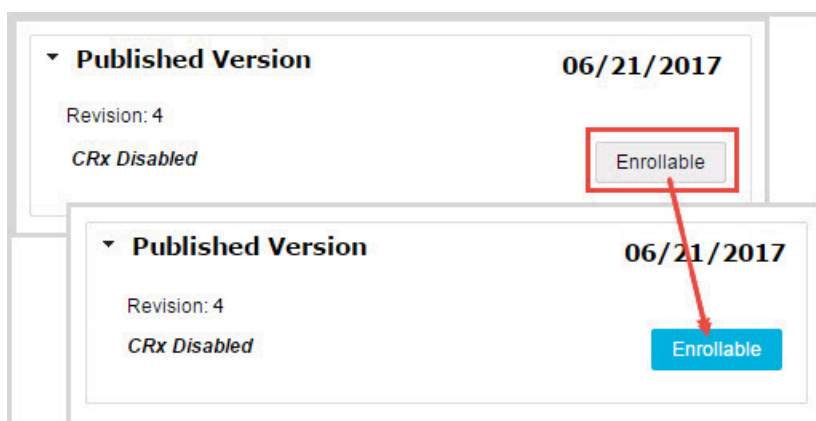 Published Version 06/21/2017
Revision: 4
CRx Disabled Enrollable
Published Version 06/21/2017
Revision: 4
CRx Disabled Enrollable